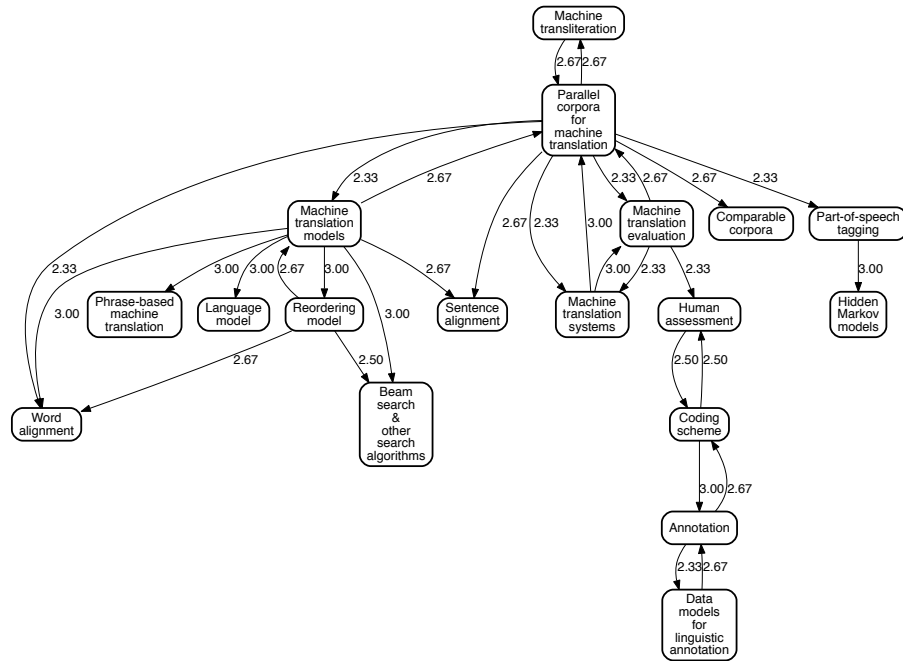 Machine
transliteration
2.67
2.67
Parallel
corpora
for
machine
translation
2.33
2.67
2.33
2.67
2.67
2.33
2.67
2.33
3.00
2.33
Machine
translation
models
Machine
translation
evaluation
Comparable
corpora
Part-of-speech
tagging
2.33
3.00
3.00
3.00
2.67
3.00
3.00
2.67
3.00
2.33
2.33
3.00
Phrase-based
machine
translation
Language
model
Reordering
model
Sentence
alignment
Machine
translation
systems
Human
assessment
Hidden
Markov
models
2.67
2.50
2.50
2.50
Word
alignment
Beam
search
&
other
search
algorithms
Coding
scheme
3.00
2.67
Annotation
2.33
2.67
Data
models
for
linguistic
annotation